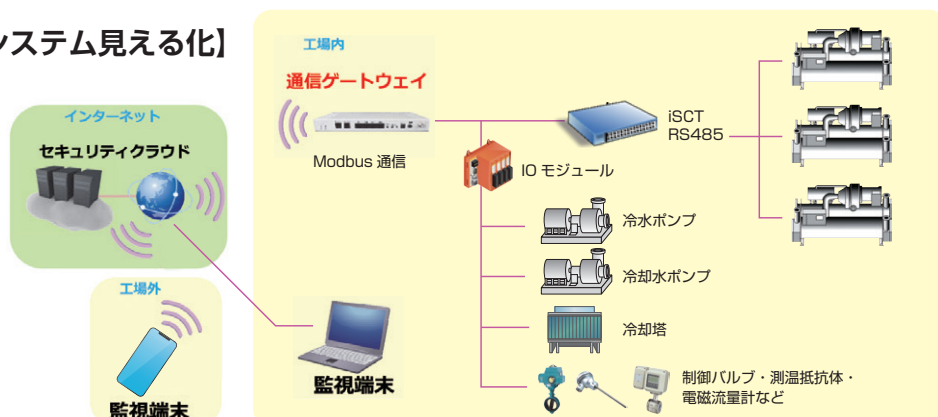 ステム見える化】
工場内
通信ゲートウェイ
Modbus 通信
iSCT
RS485
IO モジュール
インターネット
セキュリティクラウド
冷水ポンプ
冷却水ポンプ
冷却塔
制御バルブ・測温抵抗体・
電磁流量計など
工場外
監視端末
監視端末